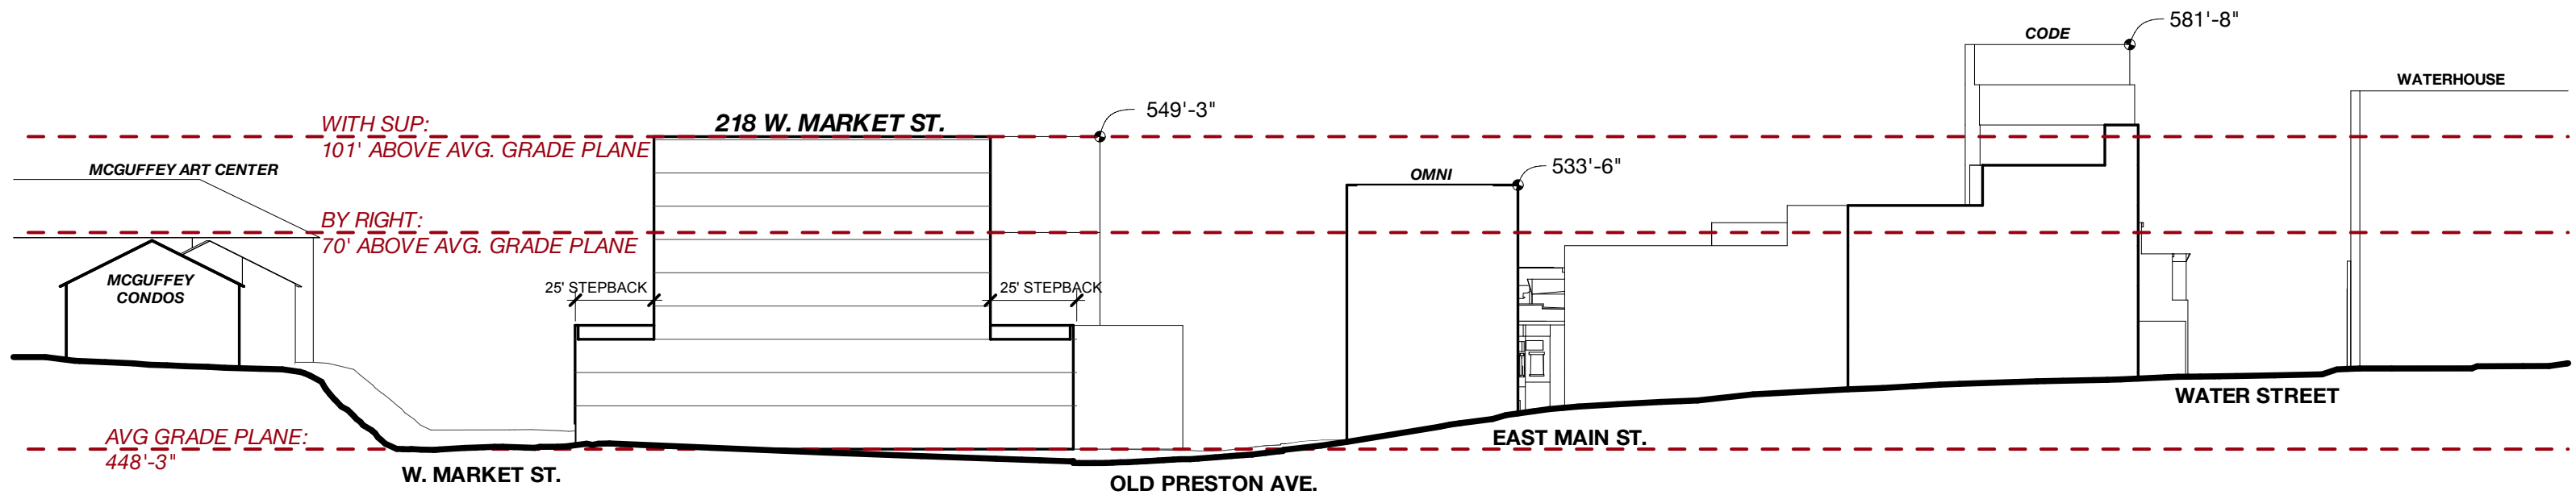 581'-8"
CODE
WATERHOUSE
549'-3"
WITH SUP:
101' ABOVE AVG. GRADE PLANE
218 W. MARKET ST.
MCGUFFEY ART CENTER
533'-6"
OMNI
BY RIGHT:
70' ABOVE AVG. GRADE PLANE
MCGUFFEY
CONDOS
25' STEPBACK
25' STEPBACK
WATER STREET
AVG GRADE PLANE:
448'-3"
EAST MAIN ST.
W. MARKET ST.
OLD PRESTON AVE.